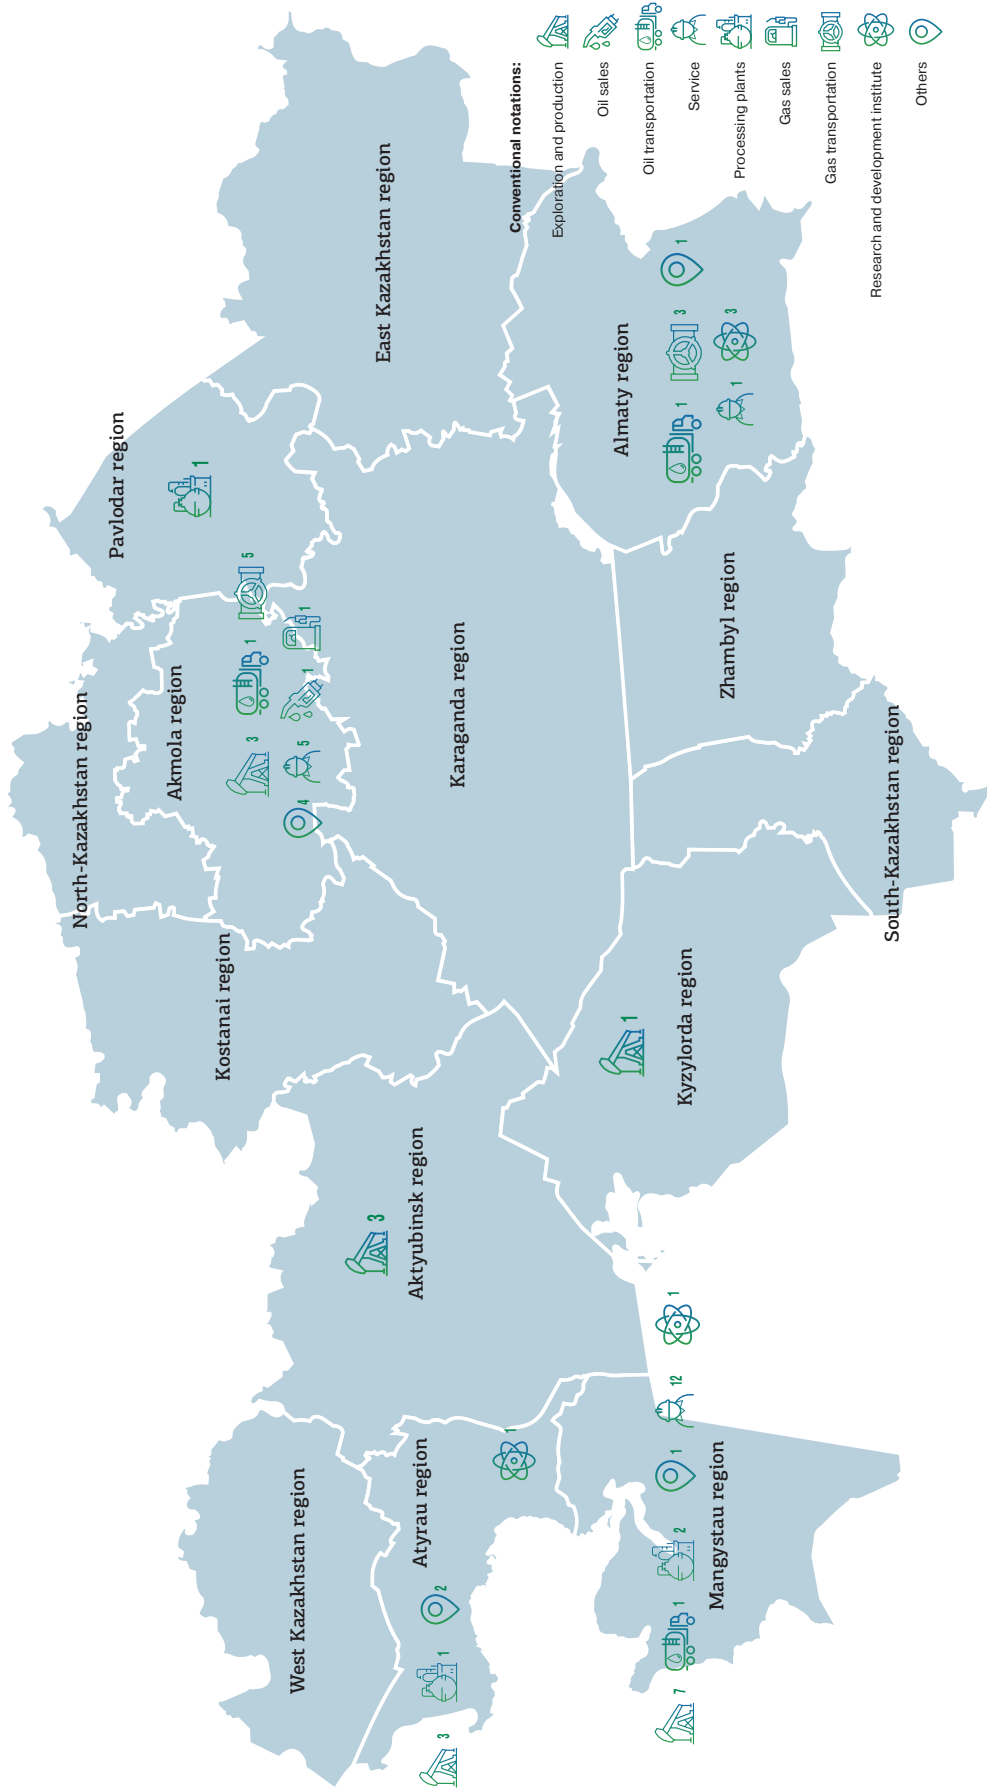 Conventional notations:
Exploration and production
Oil sales
Oil transportation
Service
Processing plants
Gas sales
Gas transportation
Research and development institute
Others
North-Kazakhstan region
Pavlodar region
1
Akmola region
3
1
5
4
5
1
1
Kostanai region
East Kazakhstan region
Karaganda region
Almaty region
1
3
1
1
3
Zhambyl region
South-Kazakhstan region
Kyzylorda region
1
Aktyubinsk region
3
West Kazakhstan region
Atyrau region
3
1
2
1
Mangystau region
7
1
2
1
12
1